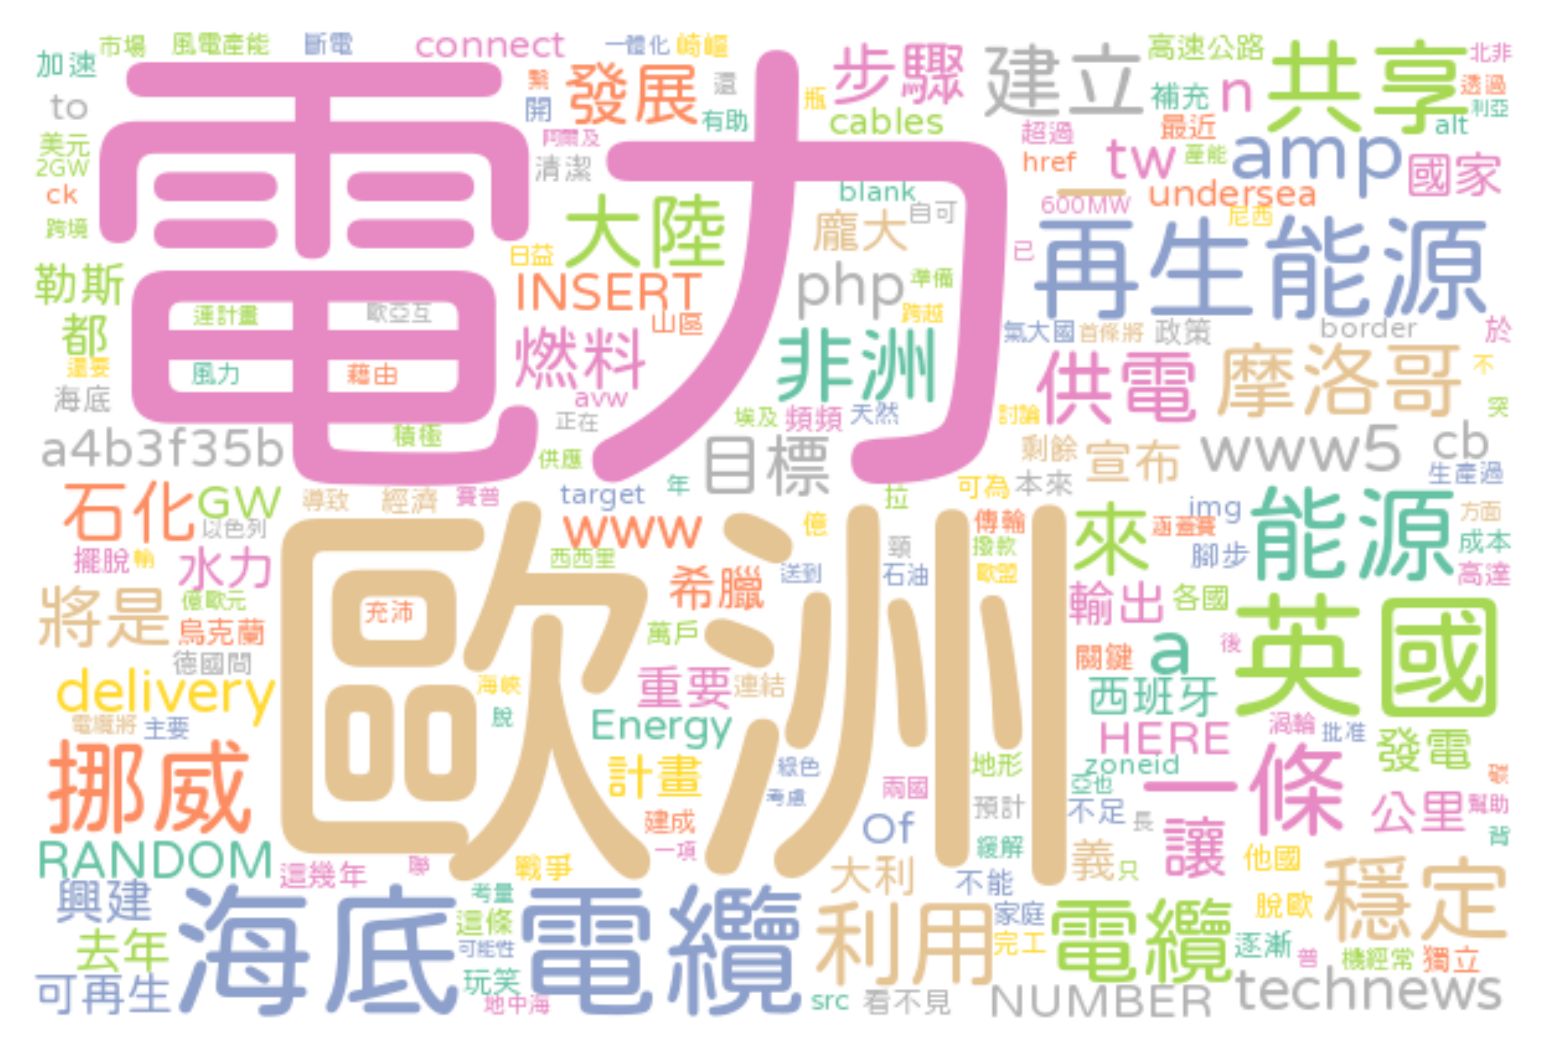 加速
市場
風電產能
斷電
connect
一體化
崎嶇
步驟
建立
高速公路
共享
北非
to
繫
開
發展
還
瓶
cables
補充
n
透過
利亞
alt
美元
2GW
ck
跨境
阿爾及
有助
清潔
超過
href
最近
tw
產能
amp
國家
電力
大陸
blank
自可
龐大
600MW
undersea
尼西
已
再生能源
勒斯
都
日益
INSERT
山區
php
準備
跨越
運計畫
歐亞互
還要
風力
藉由
燃料
avw
非洲
氣大國
首條將
政策
border
於
海底
積極
正在
埃及
頻頻
天然
討論
供電
摩洛哥
不
突
a4b3f35b
供應
目標
剩餘
宣布
www5
cb
石化
GW
導致
經濟
賽普
target
年
拉
可為
本來
生產過
以色列
www
億
傳輸
涵蓋賽
img
方面
擺脫
輸
水力
西西里
頸
撥款
來
腳步
能源
成本
高達
將是
億歐元
烏克蘭
充沛
希臘
送到
石油
歐盟
輸出
各國
德國間
歐洲
萬戶
關鍵
a
後
英國
delivery
海峽
重要
連結
西班牙
電纜將
主要
脫
Energy
HERE
渦輪
批准
發電
挪威
計畫
綠色
考慮
兩國
地形
zoneid
亞也
一條
預計
不足
長
讓
公里
幫助
背
RANDOM
這幾年
聯
戰爭
建成
一項
Of
緩解
大利
不能
義
只
他國
興建
海底電纜
考量
這條
可能性
利用
家庭
完工
電纜
脫歐
穩定
去年
可再生
玩笑
地中海
src
看不見
NUMBER
逐漸
普
機經常
獨立
technews